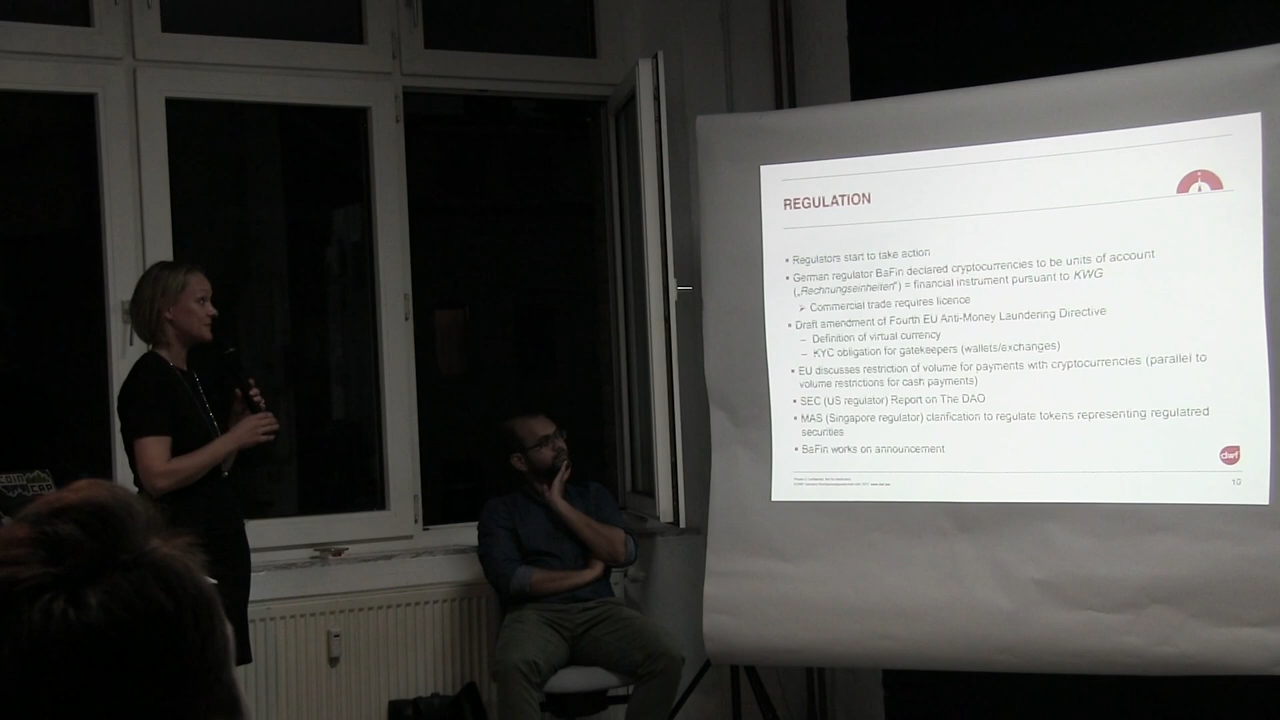 REGULATION
▪ Regulators start to take action
▪ German regulator BaFin declared cryptocurrencies to be units of account
(„Rechnungseinheiten“) = financial instrument pursuant to KWG
➢ Commercial trade requires licence
▪ Draft amendment of Fourth EU Anti-Money Laundering Directive
– Definition of virtual currency
– KYC obligation for gatekeepers (wallets/exchanges)
▪ EU discusses restriction of volume for payments with cryptocurrencies (parallel to
volume restrictions for cash payments)
▪ SEC (US regulator) Report on The DAO
▪ MAS (Singapore regulator) clarification to regulate tokens representing regulatred
securities
▪ BaFin works on announcement
dwf
10
COIN
CAP